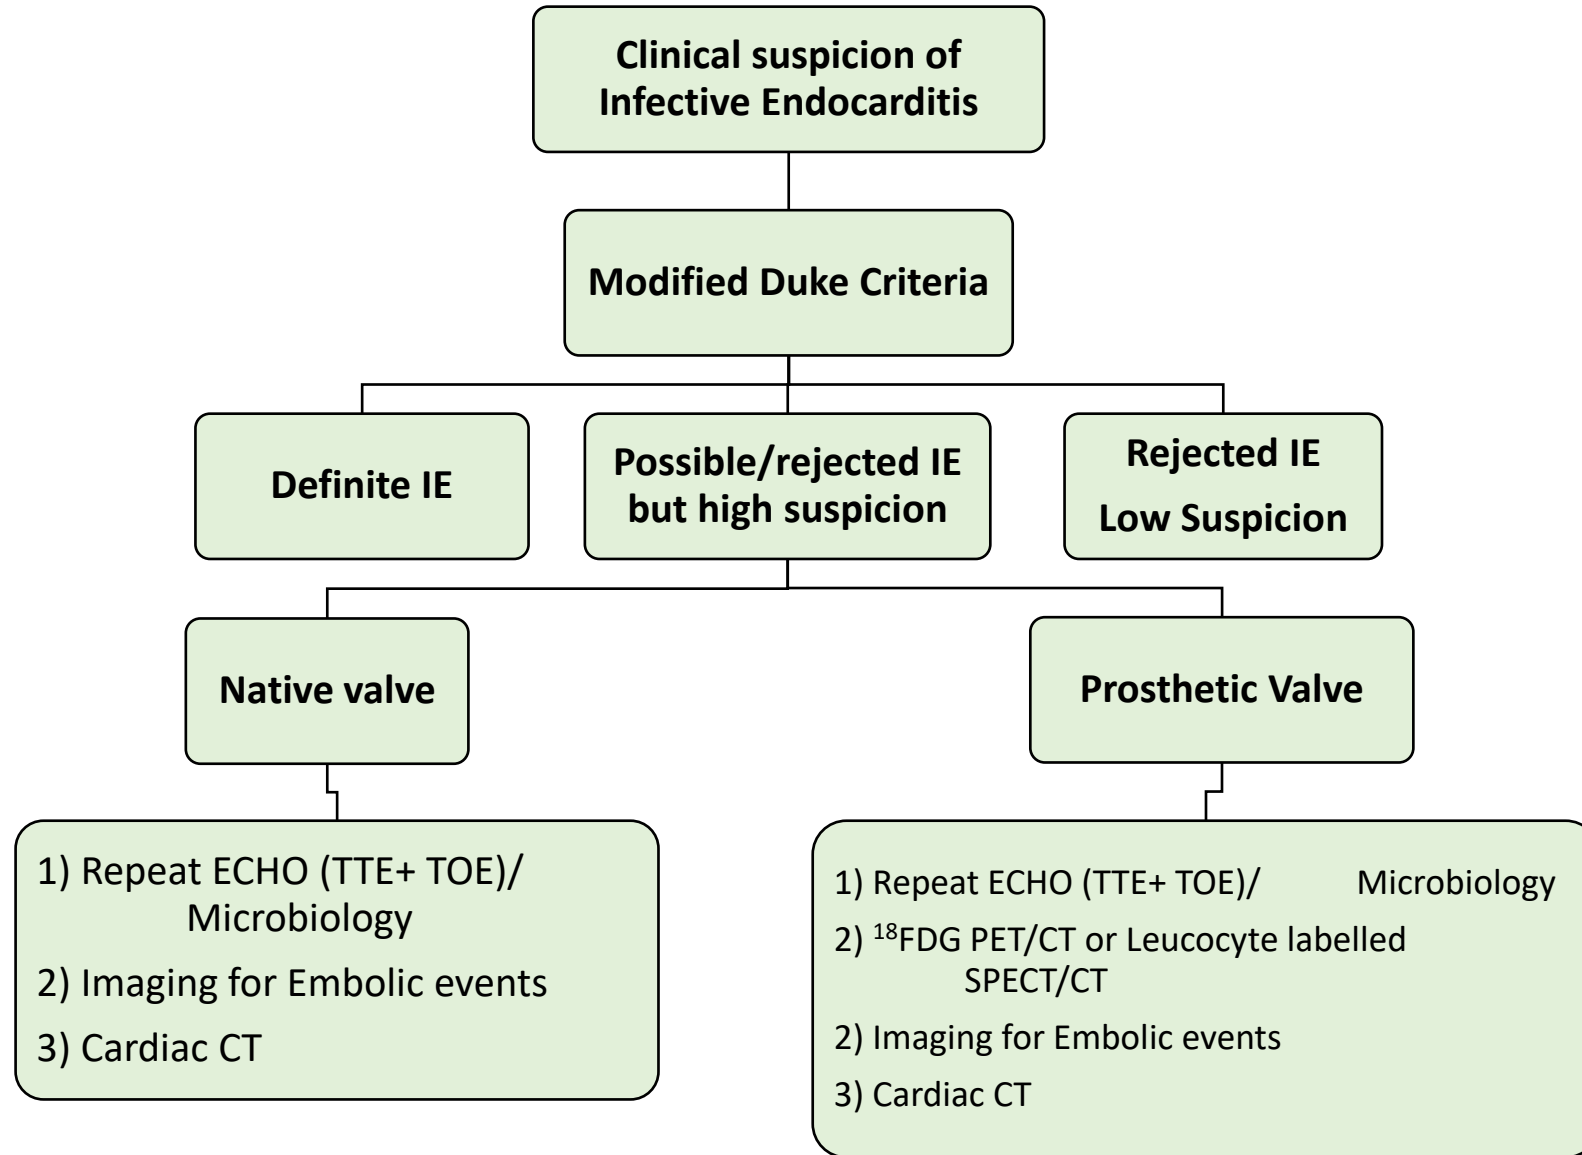 Clinical suspicion of
Infective Endocarditis
Modified Duke Criteria
Definite IE
Possible/rejected IE
but high suspicion
Rejected IE
Low Suspicion
Native valve
Prosthetic Valve
1) Repeat ECHO (TTE+ TOE)/
Microbiology
2) Imaging for Embolic events
3) Cardiac CT
1) Repeat ECHO (TTE+ TOE)/ Microbiology
2) ¹⁸FDG PET/CT or Leucocyte labelled
SPECT/CT
2) Imaging for Embolic events
3) Cardiac CT